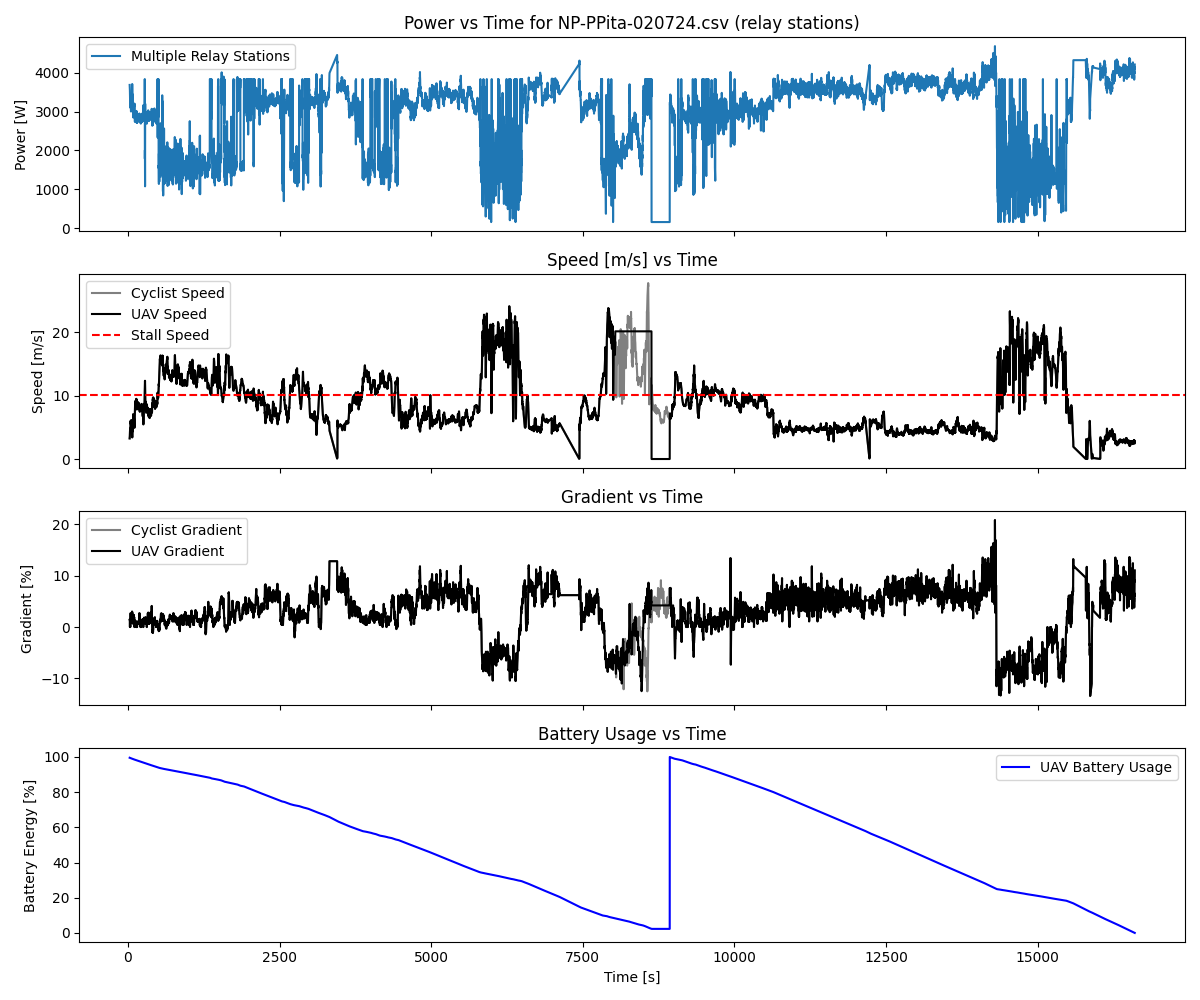 Power vs Time for NP-PPita-020724.csv (relay stations)
Multiple Relay Stations
Power [W]
4000
3000
2000
1000
0
Speed [m/s] vs Time
Cyclist Speed
UAV Speed
Stall Speed
Speed [m/s]
20
10
0
Gradient vs Time
Cyclist Gradient
UAV Gradient
Gradient [%]
20
10
0
−10
Battery Usage vs Time
UAV Battery Usage
Battery Energy [%]
100
80
60
40
20
0
0 2500 5000 7500 10000 12500 15000
Time [s]